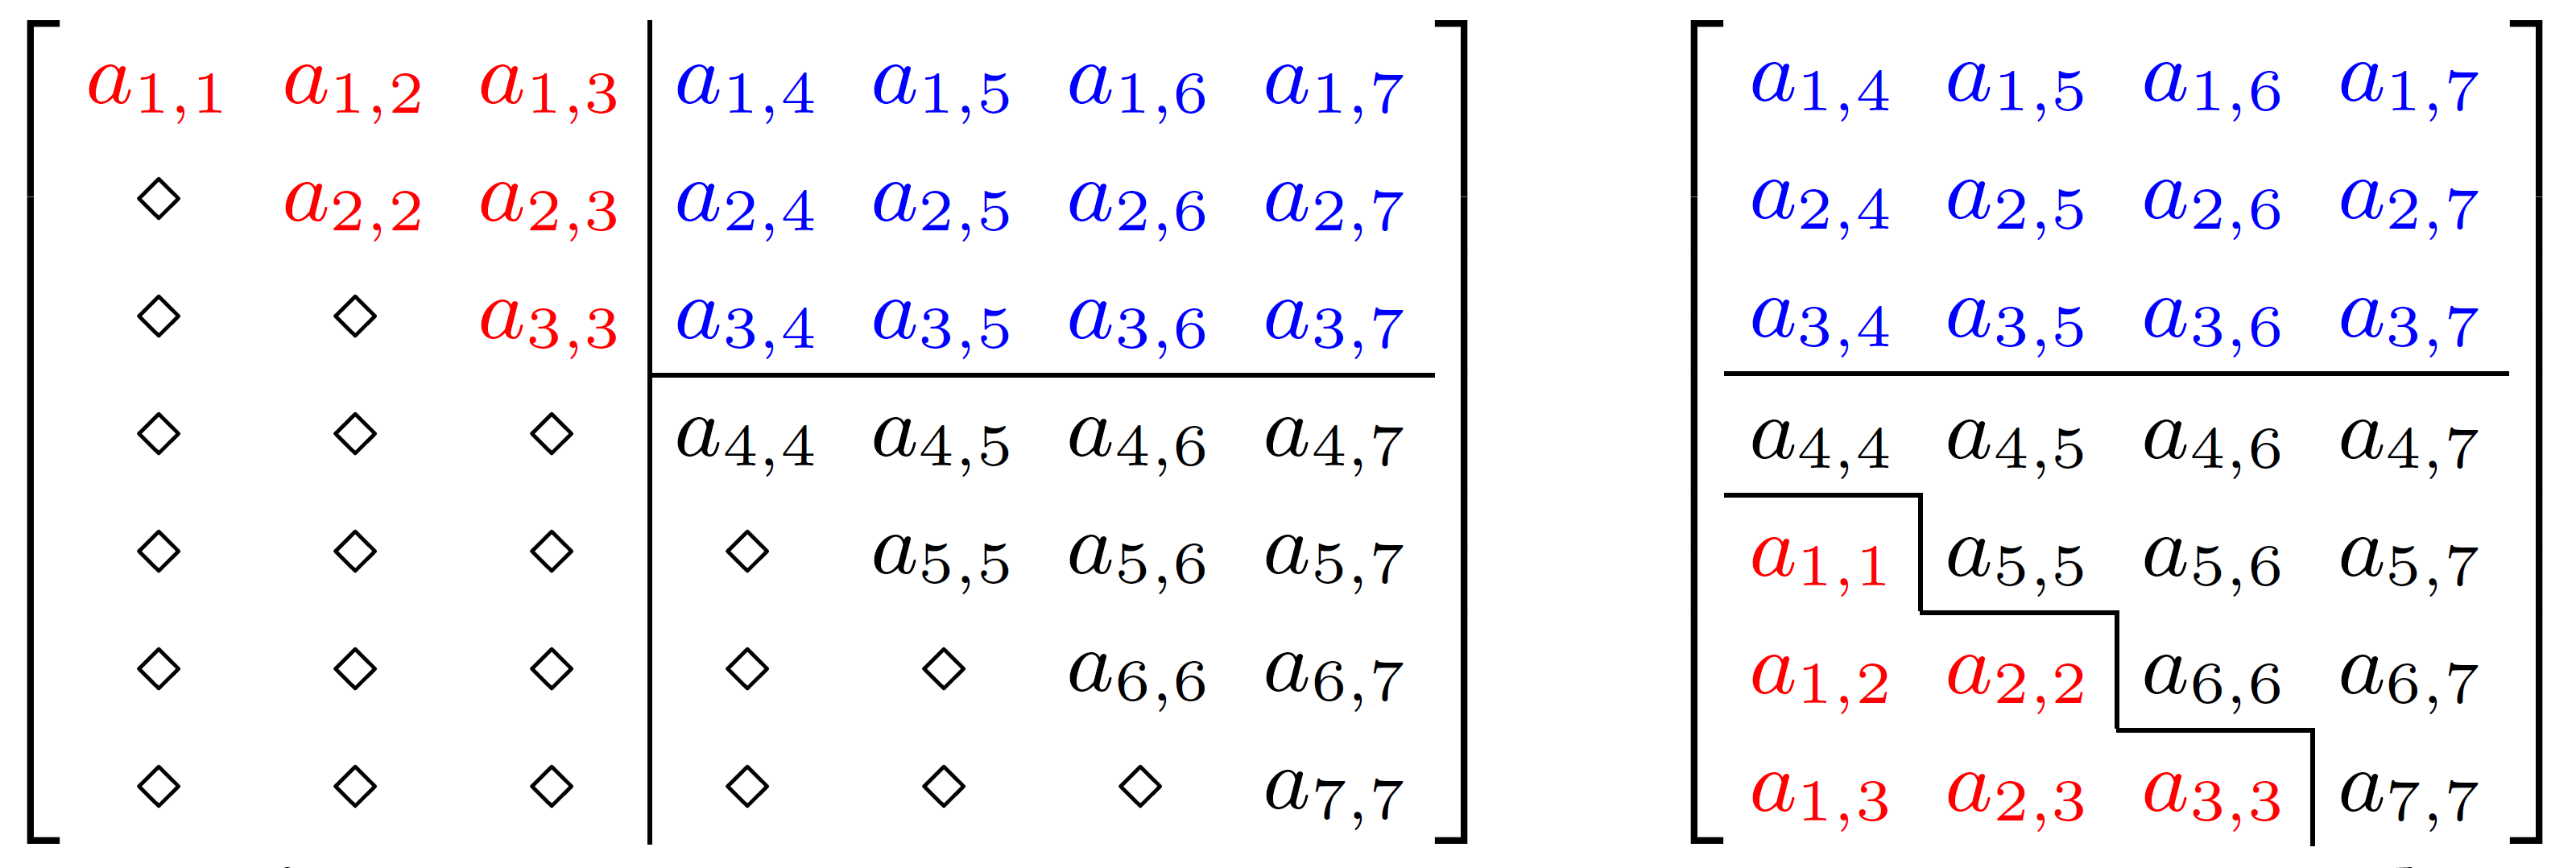 a1,1 a1,2 a1,3 a1,4 a1,5 a1,6 a1,7 a1,4 a1,5 a1,6 a1,7
◇ a2,2 a2,3 a2,4 a2,5 a2,6 a2,7 a2,4 a2,5 a2,6 a2,7
◇ ◇ a3,3 a3,4 a3,5 a3,6 a3,7 a3,4 a3,5 a3,6 a3,7
◇ ◇ ◇ a4,4 a4,5 a4,6 a4,7 a4,4 a4,5 a4,6 a4,7
◇ ◇ ◇ ◇ a5,5 a5,6 a5,7 a1,1 a5,5 a5,6 a5,7
◇ ◇ ◇ ◇ ◇ a6,6 a6,7 a1,2 a2,2 a6,6 a6,7
◇ ◇ ◇ ◇ ◇ ◇ a7,7 a1,3 a2,3 a3,3 a7,7